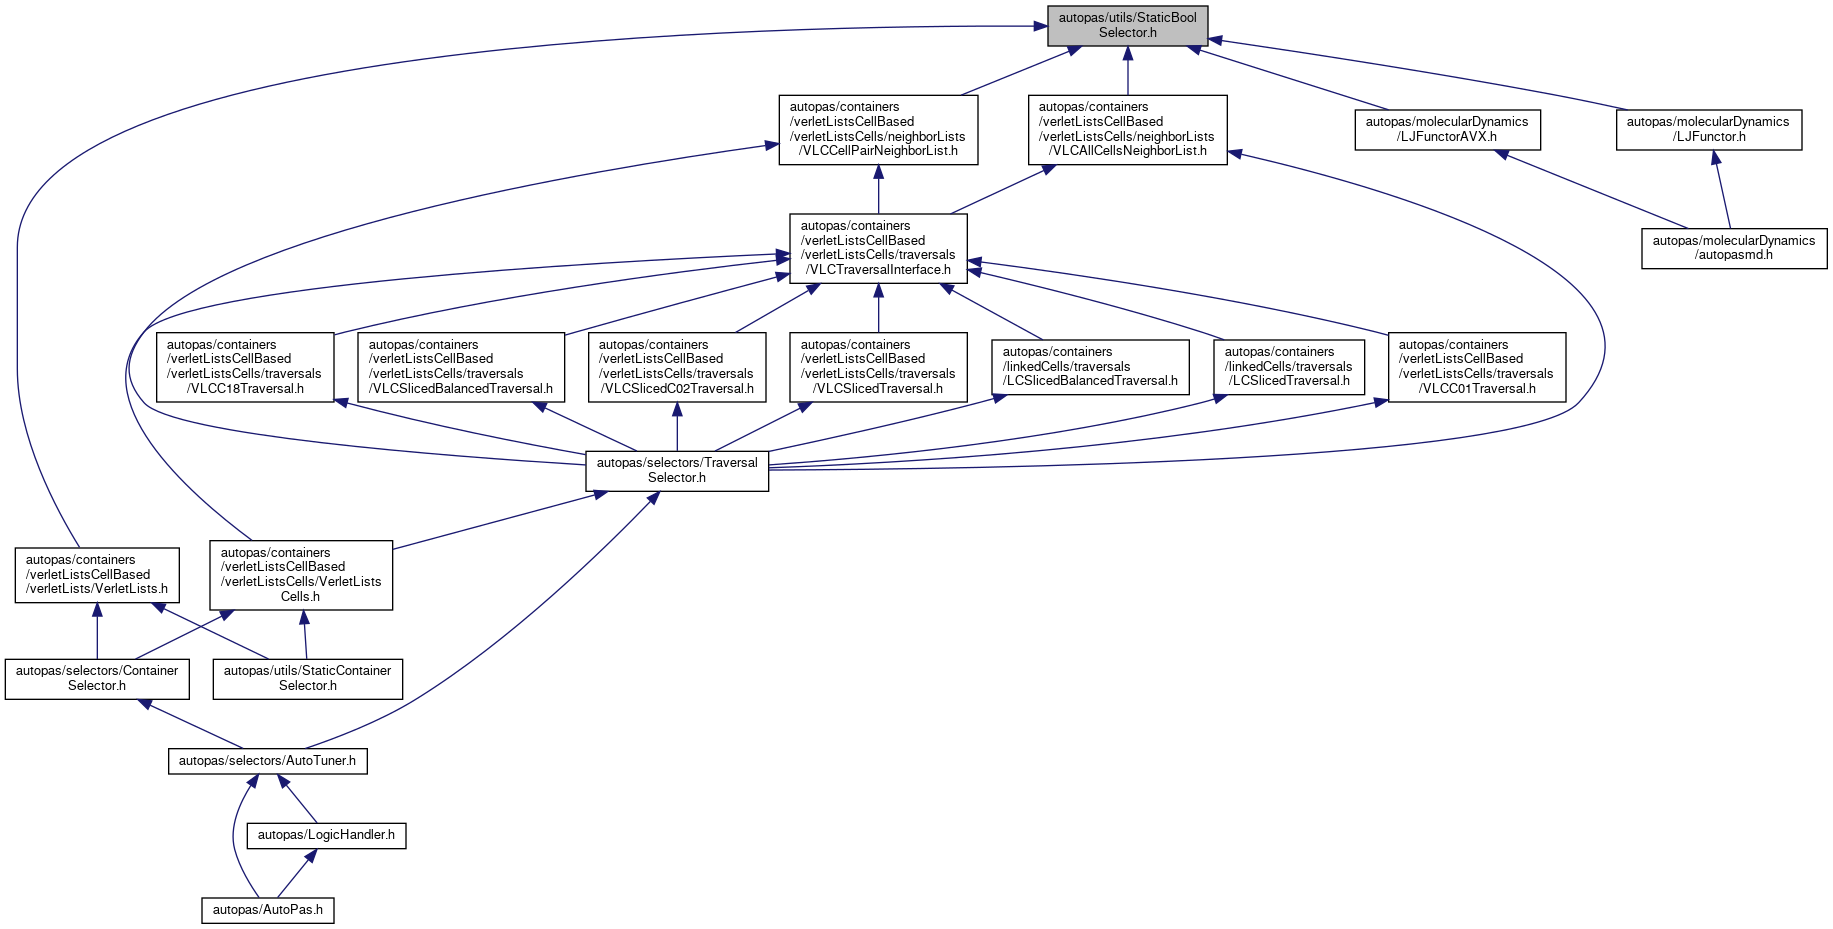 autopas/utils/StaticBool
Selector.h
autopas/containers
/verletListsCellBased
/verletListsCells/neighborLists
/VLCCellPairNeighborList.h
autopas/containers
/verletListsCellBased
/verletListsCells/neighborLists
/VLCAllCellsNeighborList.h
autopas/molecularDynamics
/LJFunctorAVX.h
autopas/molecularDynamics
/LJFunctor.h
autopas/containers
/verletListsCellBased
/verletListsCells/traversals
/VLCTraversalInterface.h
autopas/molecularDynamics
/autopasmd.h
autopas/containers
/verletListsCellBased
/verletListsCells/traversals
/VLCC18Traversal.h
autopas/containers
/verletListsCellBased
/verletListsCells/traversals
/VLCSlicedBalancedTraversal.h
autopas/containers
/verletListsCellBased
/verletListsCells/traversals
/VLCSlicedC02Traversal.h
autopas/containers
/verletListsCellBased
/verletListsCells/traversals
/VLCSlicedTraversal.h
autopas/containers
/linkedCells/traversals
/LCSlicedBalancedTraversal.h
autopas/containers
/linkedCells/traversals
/LCSlicedTraversal.h
autopas/containers
/verletListsCellBased
/verletListsCells/traversals
/VLCC01Traversal.h
autopas/selectors/Traversal
Selector.h
autopas/containers
/verletListsCellBased
/verletLists/VerletLists.h
autopas/containers
/verletListsCellBased
/verletListsCells/VerletLists
Cells.h
autopas/selectors/Container
Selector.h
autopas/utils/StaticContainer
Selector.h
autopas/selectors/AutoTuner.h
autopas/LogicHandler.h
autopas/AutoPas.h